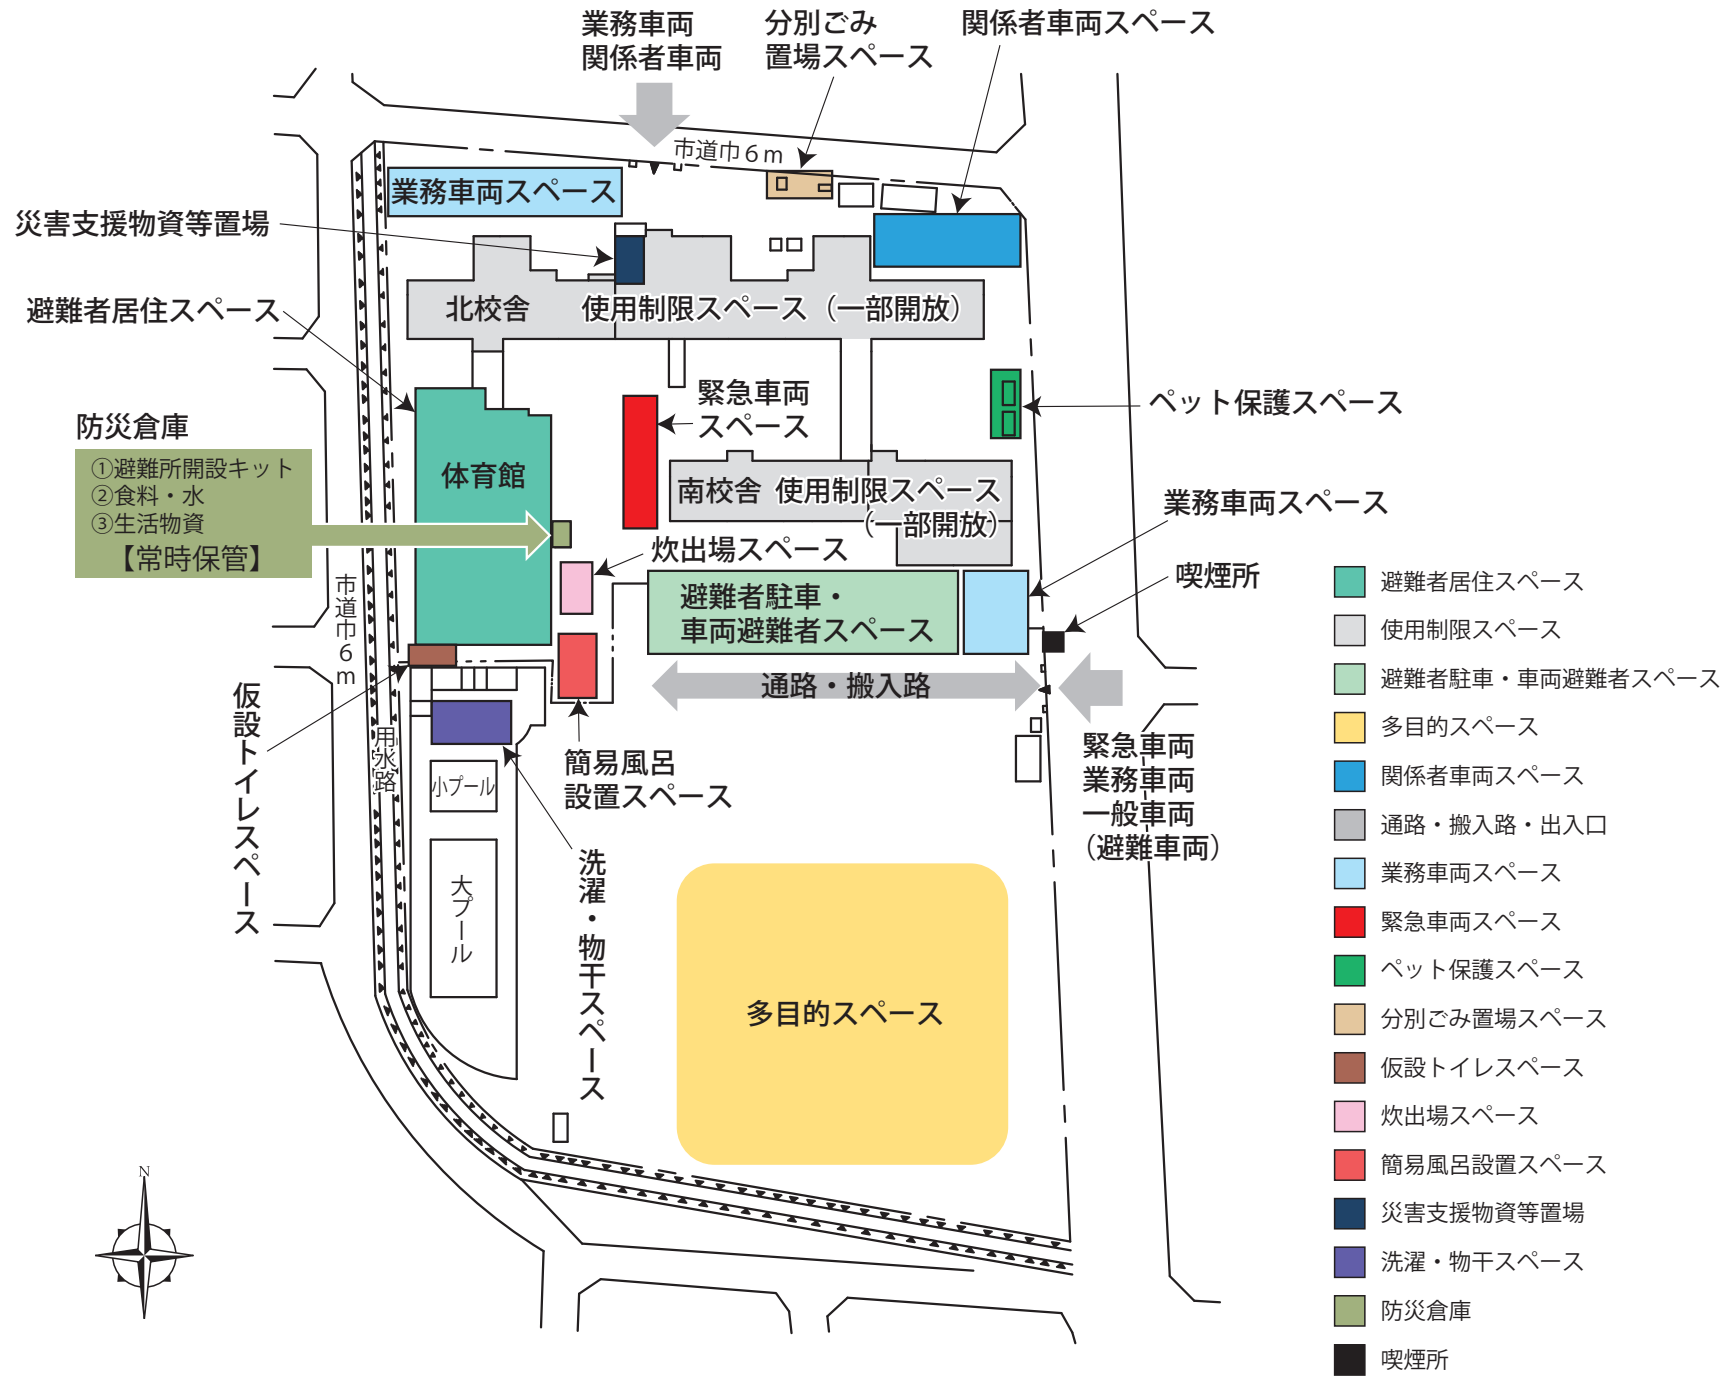 業務車両
関係者車両
分別ごみ
置場スペース
関係者車両スペース
市道巾６ｍ
業務車両スペース
災害支援物資等置場
北校舎
使用制限スペース（一部開放）
避難者居住スペース
緊急車両
スペース
ペット保護スペース
防災倉庫
①避難所開設キット
②食料・水
③生活物資
【常時保管】
体育館
南校舎
使用制限スペース
（一部開放）
業務車両スペース
炊出場スペース
喫煙所
避難者駐車・
車両避難者スペース
市道巾６ｍ
通路・搬入路
仮設トイレスペース
用水路
小プール
簡易風呂
設置スペース
緊急車両
業務車両
一般車両
（避難車両）
大プール
洗濯・物干スペース
多目的スペース
N
避難者居住スペース
使用制限スペース
避難者駐車・車両避難者スペース
多目的スペース
関係者車両スペース
通路・搬入路・出入口
業務車両スペース
緊急車両スペース
ペット保護スペース
分別ごみ置場スペース
仮設トイレスペース
炊出場スペース
簡易風呂設置スペース
災害支援物資等置場
洗濯・物干スペース
防災倉庫
喫煙所